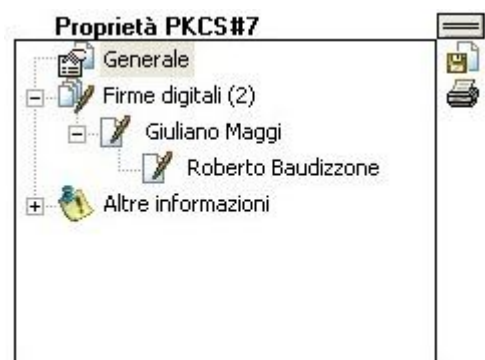 Proprietà PKCS#7
Generale
Firme digitali (2)
Giuliano Maggi
Roberto Baudizzone
Altre informazioni